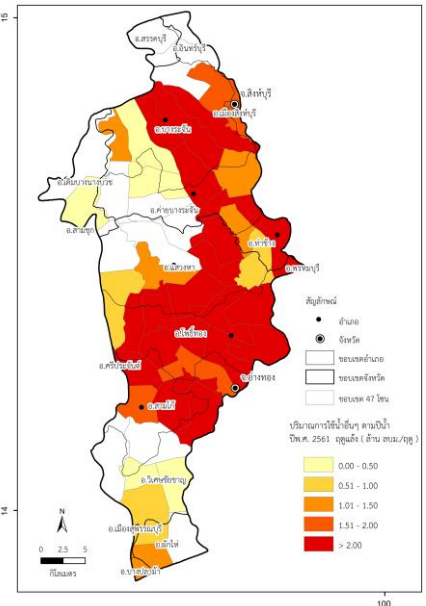 15
อ.สรรคบุรี
อ.อินทร์บุรี
จ.สิงห์บุรี
อ.เมืองสิงห์บุรี
อ.บางระจัน
อ.เดิมบางนางบวช
อ.ค่ายบางระจัน
อ.สามชุก
อ.ท่าช้าง
อ.แสวงหา
อ.พรหมบุรี
อ.โพธิ์ทอง
อ.ศรีประจันต์
จ.อ่างทอง
อ.สามโก้
อ.วิเศษชัยชาญ
อ.เมืองสุพรรณบุรี
อ.ผักไห่
อ.บางปลาม้า
สัญลักษณ์
อำเภอ
จังหวัด
ขอบเขตอำเภอ
ขอบเขตจังหวัด
ขอบเขต 47 โซน
ปริมาณการใช้น้ำอื่นๆ ตามปีน้ำ
ปีพ.ศ. 2561 ฤดูแล้ง ( ล้าน ลบม./ฤดู )
0.00 - 0.50
0.51 - 1.00
1.01 - 1.50
1.51 - 2.00
> 2.00
14
N
0 2.5 5
กิโลเมตร
100